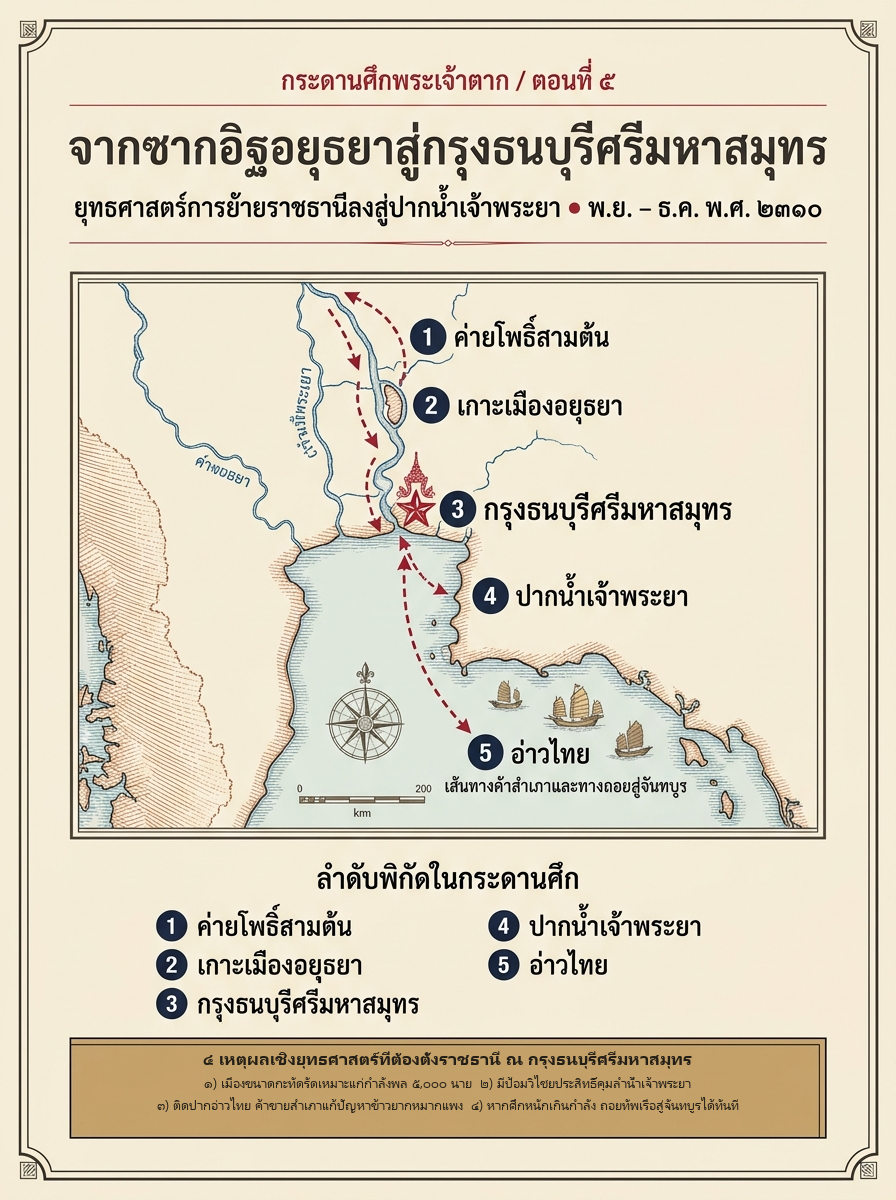 กระดานศึกพระเจ้าตาก / ตอนที่ ๕
จากซากอิฐอยุธยาสู่กรุงธนบุรีศรีมหาสมุทร
ยุทธศาสตร์การย้ายราชธานีลงสู่ปากน้ำเจ้าพระยา • พ.ย. – ธ.ค. พ.ศ. ๒๓๑๐
1 ค่ายโพธิ์สามต้น
2 เกาะเมืองอยุธยา
3 กรุงธนบุรีศรีมหาสมุทร
4 ปากน้ำเจ้าพระยา
5 อ่าวไทย
เส้นทางค้าสำเภาและทางถอยสู่จันทบูร
0 200
km
ลำดับพิกัดในกระดานศึก
1 ค่ายโพธิ์สามต้น
2 เกาะเมืองอยุธยา
3 กรุงธนบุรีศรีมหาสมุทร
4 ปากน้ำเจ้าพระยา
5 อ่าวไทย
๔ เหตุผลเชิงยุทธศาสตร์ที่ต้องตั้งราชธานี ณ กรุงธนบุรีศรีมหาสมุทร
๑) เมืองขนาดกะทัดรัดเหมาะแก่กำลังพล ๕,๐๐๐ นาย ๒) มีป้อมวิไชยประสิทธิ์คุมลำน้ำเจ้าพระยา
๓) ติดปากอ่าวไทย ค้าขายสำเภาแก้ปัญหาข้าวยากหมากแพง ๔) หากศึกหนักเกินกำลัง ถอยทัพเรือสู่จันทบูรได้ทันที